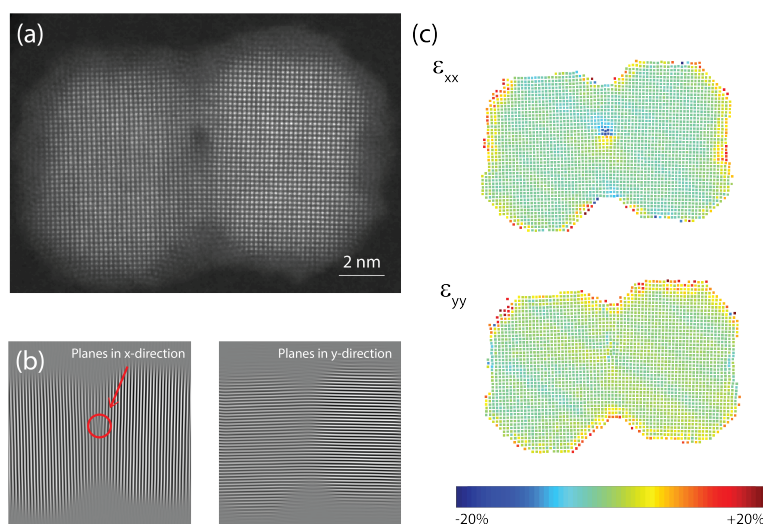 (a)
2 nm
(b)
Planes in x-direction
Planes in y-direction
(c)
εxx
εyy
-20%
+20%